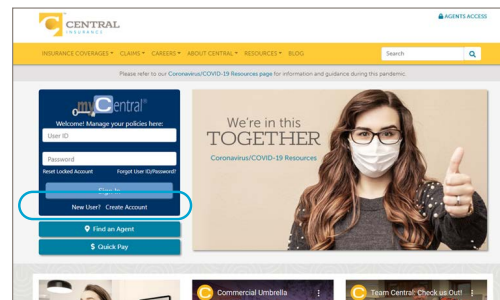 AGENTS ACCESS
CENTRAL
INSURANCE
INSURANCE COVERAGES CLAIMS CAREERS ABOUT CENTRAL RESOURCES BLOG Search
Please refer to our Coronavirus/COVID-19 Resources page for information and guidance during this pandemic.
myCentral®
Welcome! Manage your policies here:
User ID
Password
Reset Locked Account Forgot User ID/Password?
Sign In
New User? Create Account
Find an Agent
$ Quick Pay
We're in this
TOGETHER
Coronavirus/COVID-19 Resources
C Commercial Umbrella
C Team Central: Check us Out!